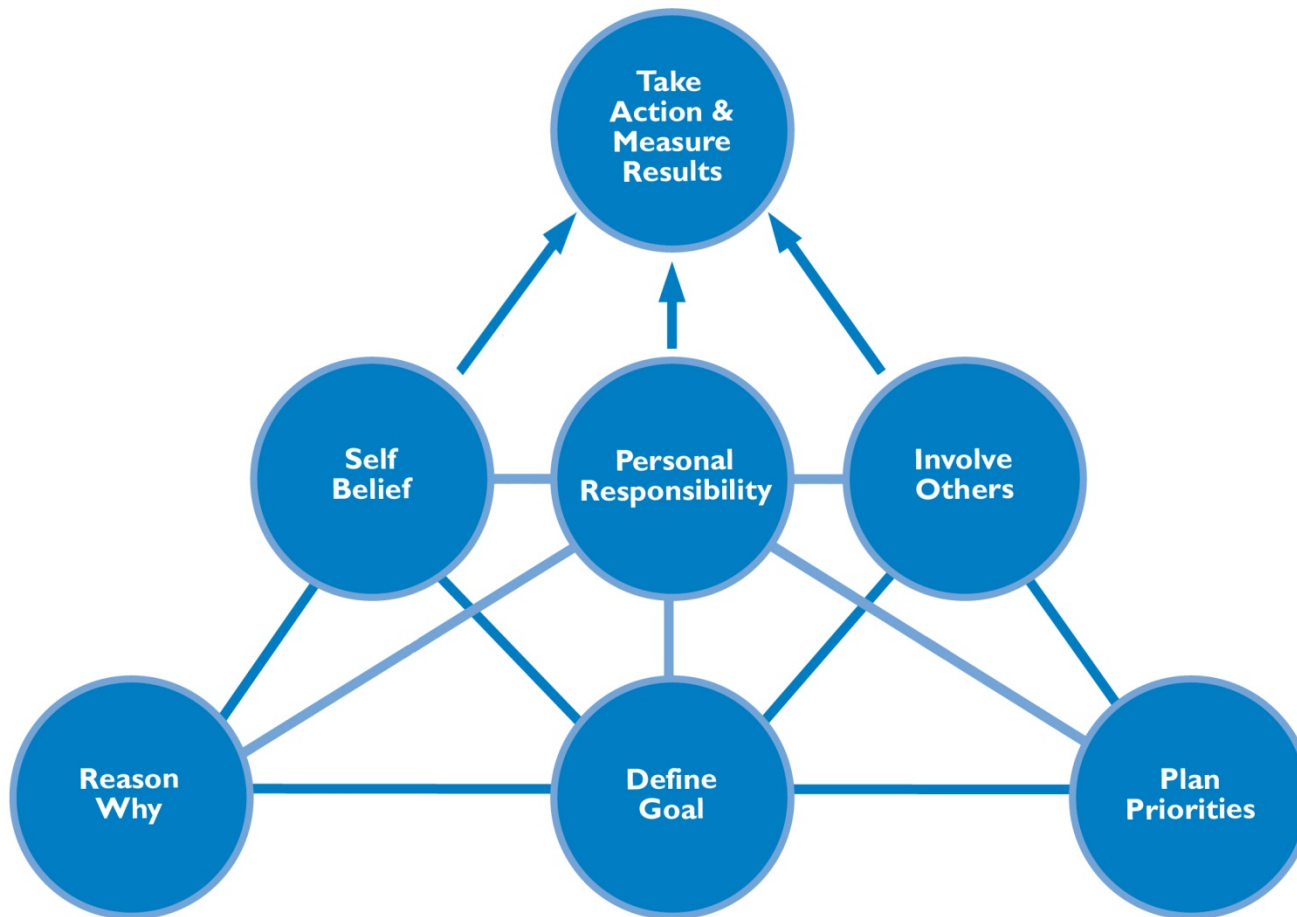 Take
Action &
Measure
Results
Self
Belief
Personal
Responsibility
Involve
Others
Reason
Why
Define
Goal
Plan
Priorities